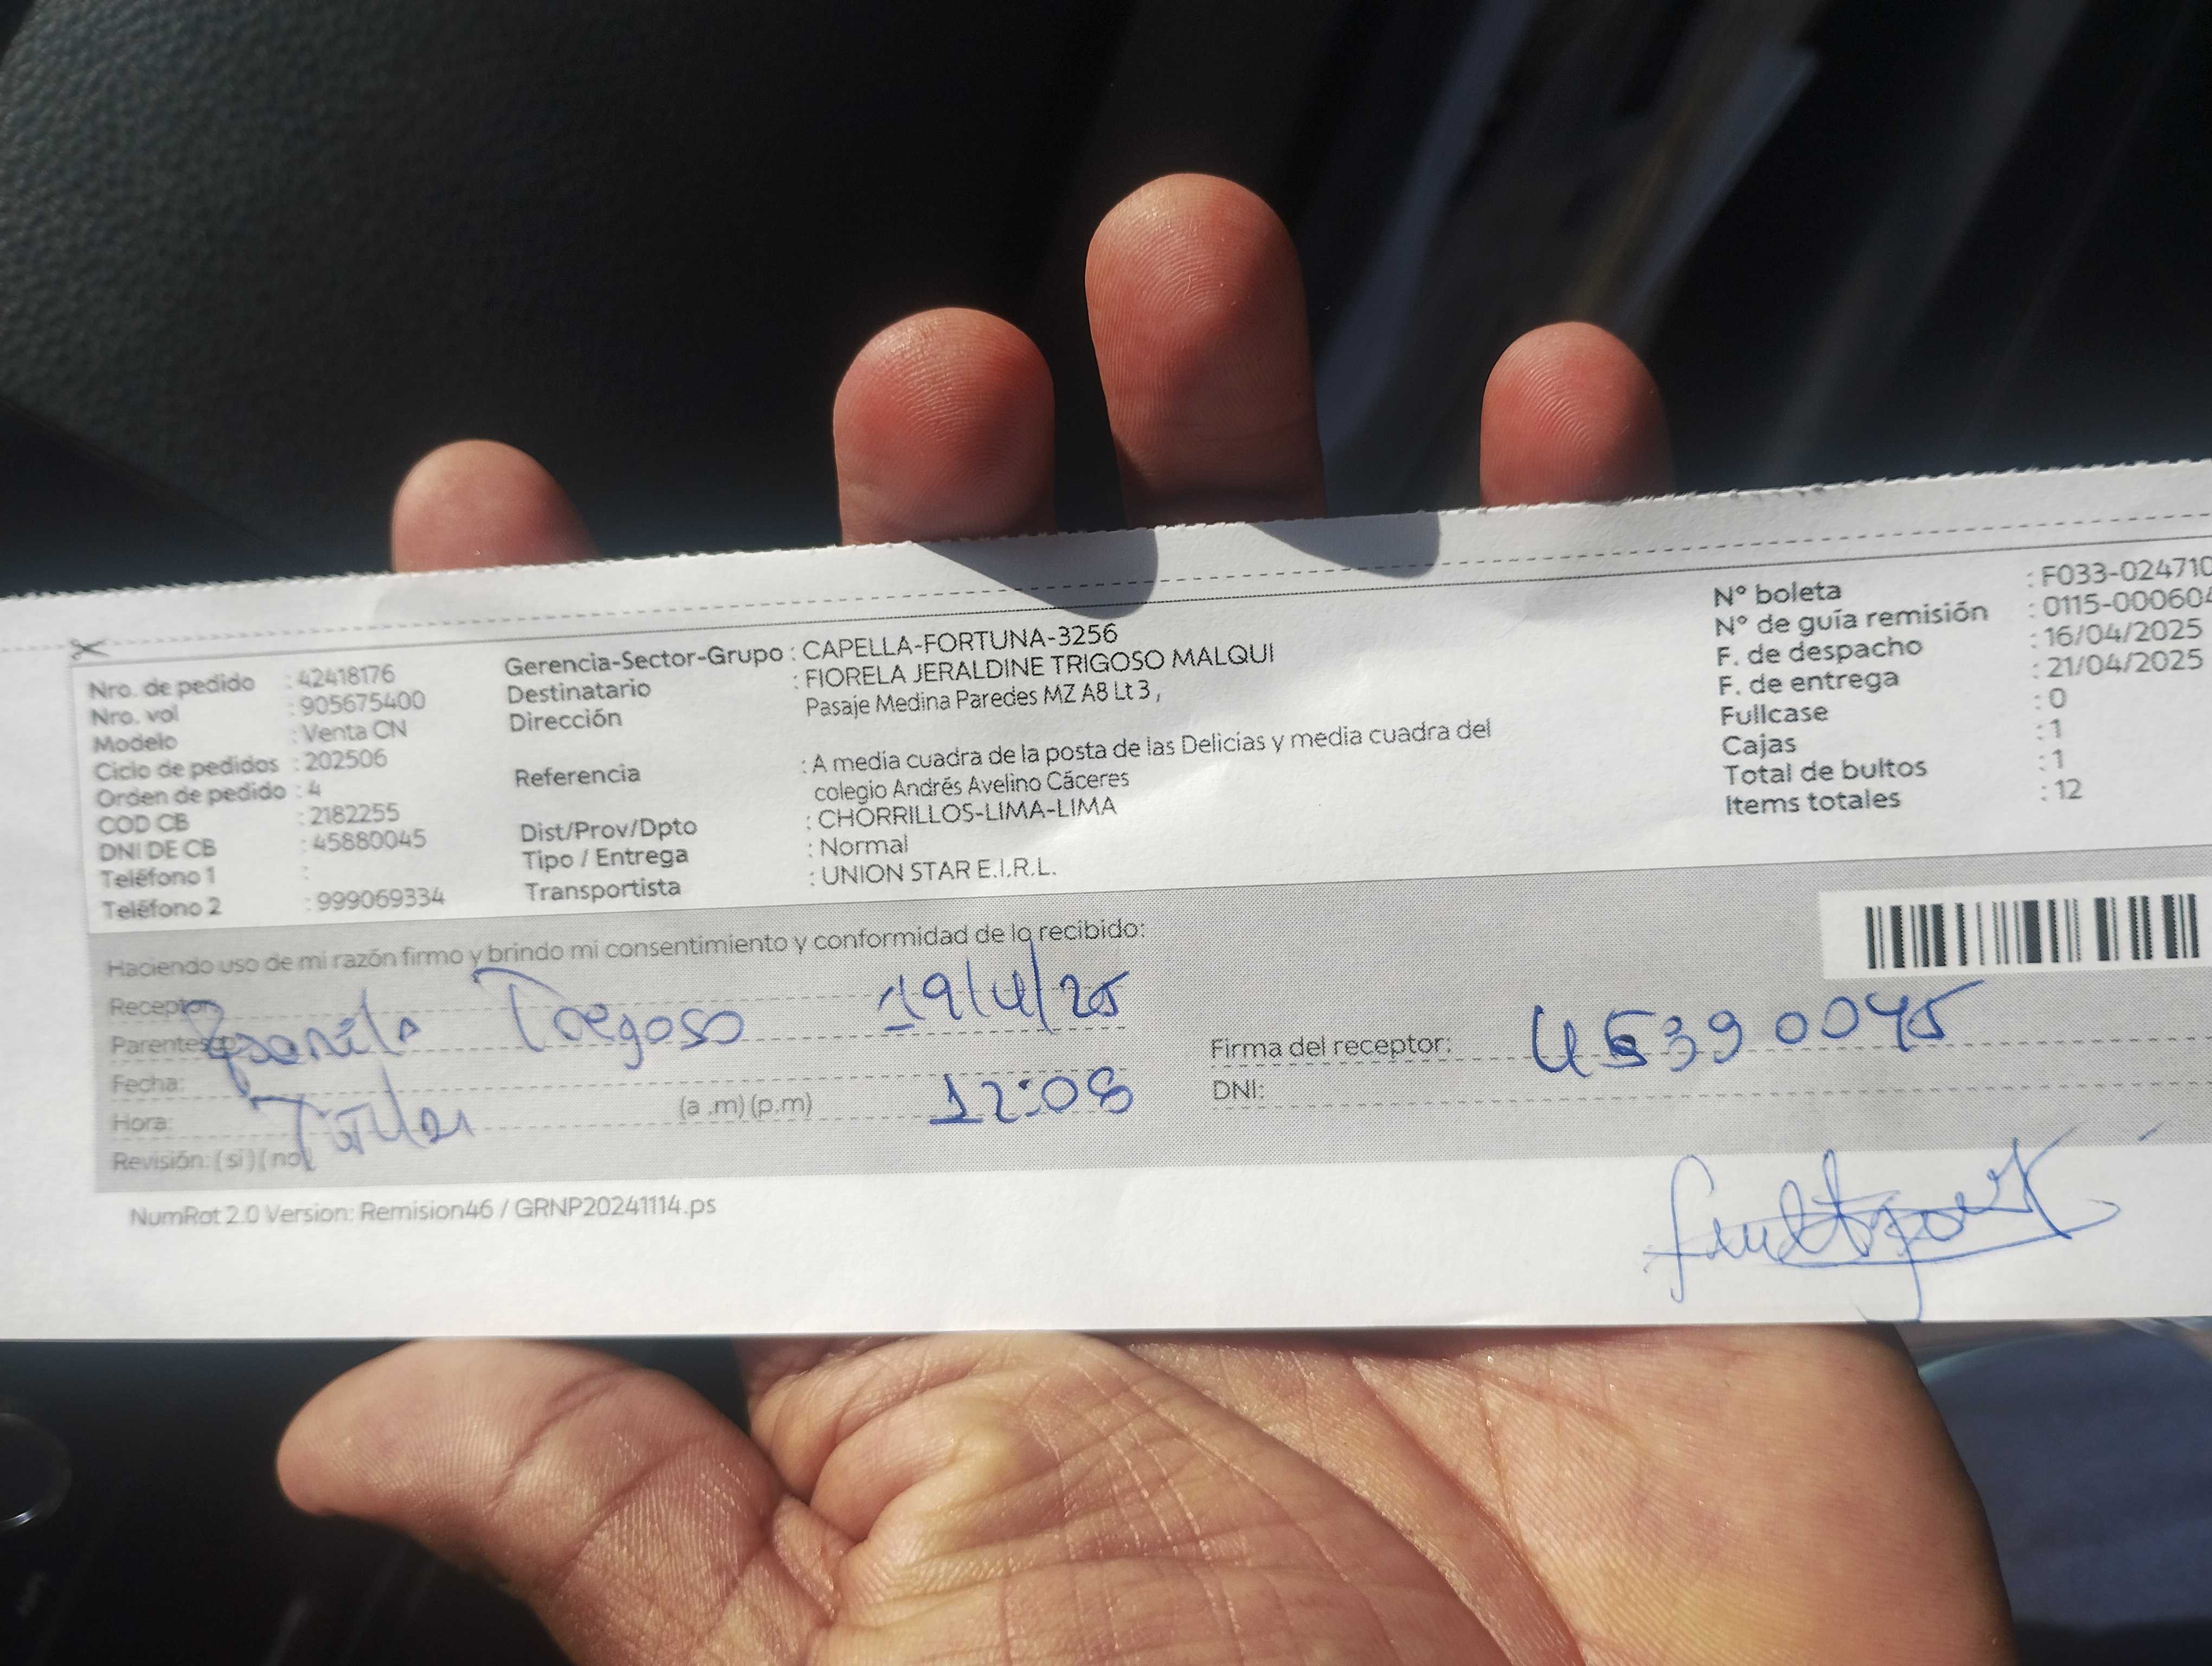 Nro. de pedido : 42418176
Nro. vol : 905675400
Modelo : Venta CN
Ciclo de pedidos : 202506
Orden de pedido : 4
COD CB : 2182255
DNI DE CB : 45880045
Teléfono 1 :
Teléfono 2 : 999069334
Gerencia-Sector-Grupo : CAPELLA-FORTUNA-3256
Destinatario : FIORELA JERALDINE TRIGOSO MALQUI
Dirección Pasaje Medina Paredes MZ A8 Lt 3 ,
Referencia : A media cuadra de la posta de las Delicias y media cuadra del
colegio Andrés Avelino Cáceres
Dist/Prov/Dpto : CHORRILLOS-LIMA-LIMA
Tipo / Entrega : Normal
Transportista : UNION STAR E.I.R.L.
N° boleta : F033-024710
N° de guía remisión : 0115-000604
F. de despacho : 16/04/2025
F. de entrega : 21/04/2025
Fullcase : 0
Cajas : 1
Total de bultos : 1
Items totales : 12
Haciendo uso de mi razón firmo y brindo mi consentimiento y conformidad de lo recibido:
Receptor: 19/4/25
Parentesco:
Fecha:
Hora: (a .m) (p.m) 12:08
Revisión: ( si ) ( no )
Firma del receptor: 45390045
DNI:
NumRot 2.0 Version: Remision46 / GRNP20241114.ps